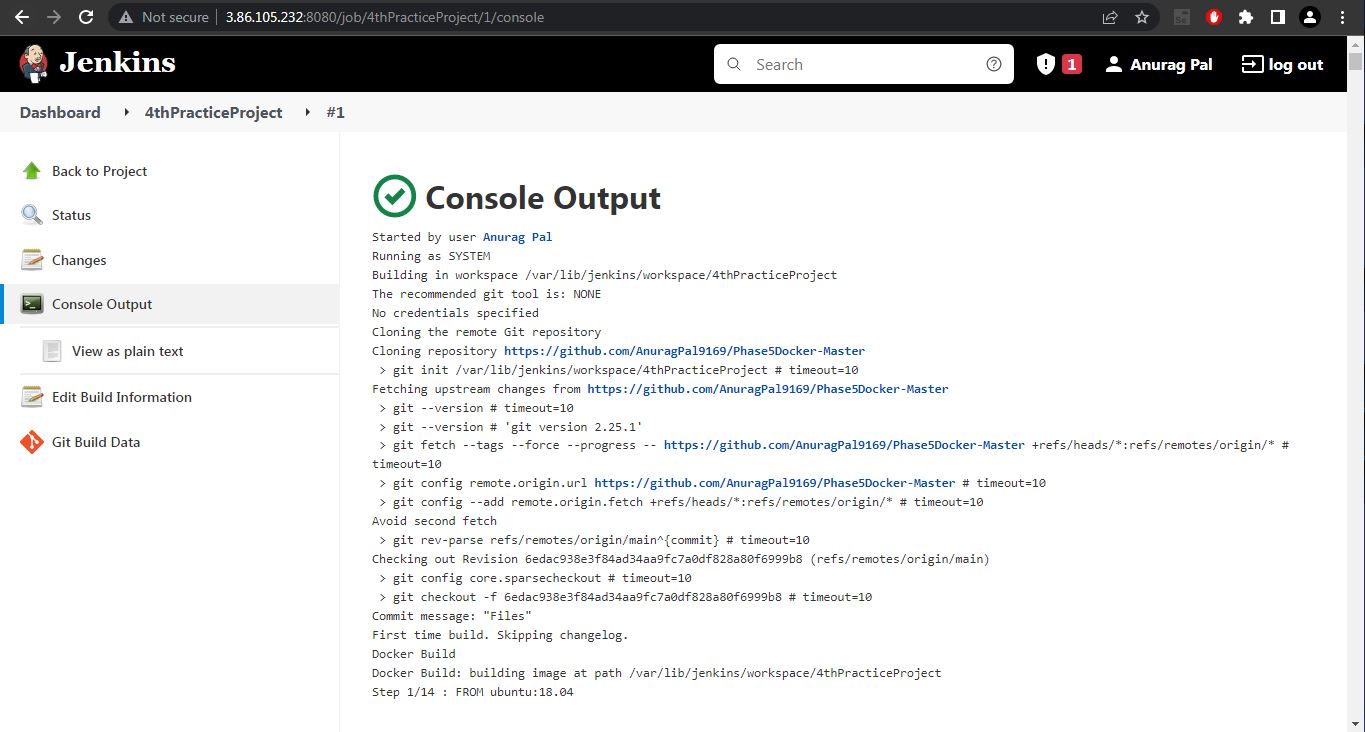 Not secure | 3.86.105.232:8080/job/4thPracticeProject/1/console
Jenkins
Search
1
Anurag Pal
log out
Dashboard
4thPracticeProject
#1
Back to Project
Status
Changes
Console Output
View as plain text
Edit Build Information
Git Build Data
Console Output
Started by user Anurag Pal
Running as SYSTEM
Building in workspace /var/lib/jenkins/workspace/4thPracticeProject
The recommended git tool is: NONE
No credentials specified
Cloning the remote Git repository
Cloning repository https://github.com/AnuragPal9169/Phase5Docker-Master
> git init /var/lib/jenkins/workspace/4thPracticeProject # timeout=10
Fetching upstream changes from https://github.com/AnuragPal9169/Phase5Docker-Master
> git --version # timeout=10
> git --version # 'git version 2.25.1'
> git fetch --tags --force --progress -- https://github.com/AnuragPal9169/Phase5Docker-Master +refs/heads/*:refs/remotes/origin/* #
timeout=10
> git config remote.origin.url https://github.com/AnuragPal9169/Phase5Docker-Master # timeout=10
> git config --add remote.origin.fetch +refs/heads/*:refs/remotes/origin/* # timeout=10
Avoid second fetch
> git rev-parse refs/remotes/origin/main^{commit} # timeout=10
Checking out Revision 6edac938e3f84ad34aa9fc7a0df828a80f6999b8 (refs/remotes/origin/main)
> git config core.sparsecheckout # timeout=10
> git checkout -f 6edac938e3f84ad34aa9fc7a0df828a80f6999b8 # timeout=10
Commit message: "Files"
First time build. Skipping changelog.
Docker Build
Docker Build: building image at path /var/lib/jenkins/workspace/4thPracticeProject
Step 1/14 : FROM ubuntu:18.04